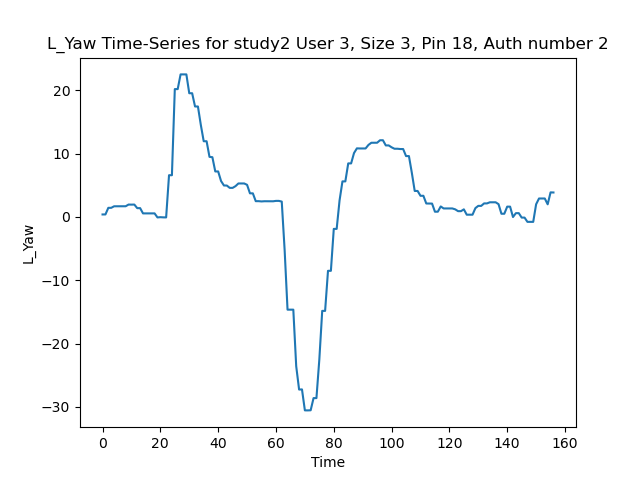 L_Yaw Time-Series for study2 User 3, Size 3, Pin 18, Auth number 2
20
10
0
−10
−20
−30
L_Yaw
0 20 40 60 80 100 120 140 160
Time